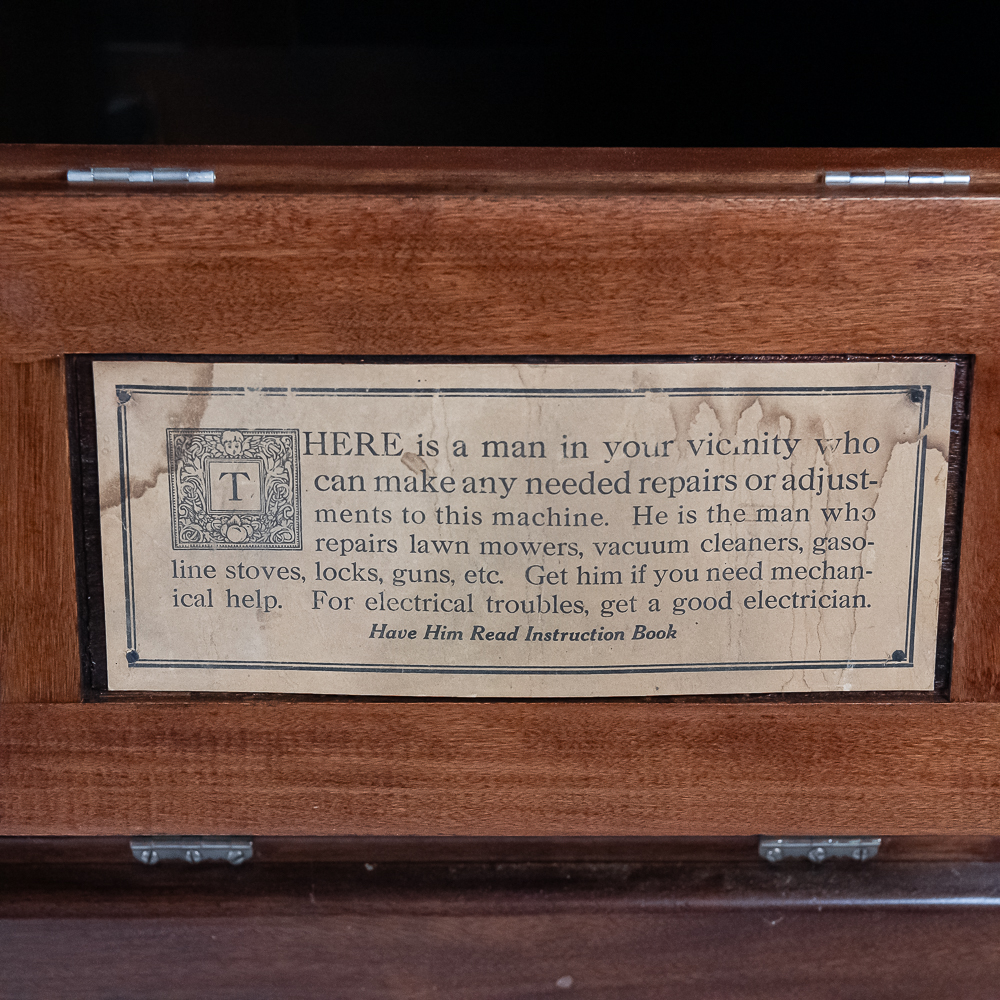 THERE is a man in your vicinity who
can make any needed repairs or adjust-
ments to this machine. He is the man who
repairs lawn mowers, vacuum cleaners, gaso-
line stoves, locks, guns, etc. Get him if you need mechan-
ical help. For electrical troubles, get a good electrician.
Have Him Read Instruction Book